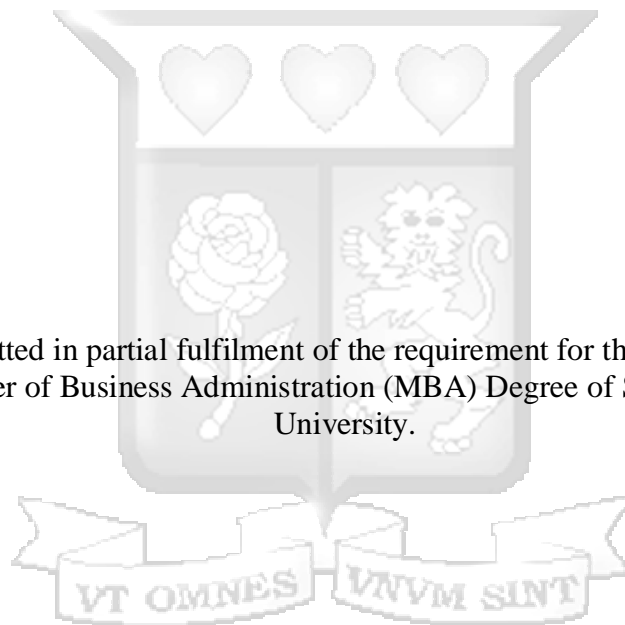 tted in partial fulfilment of the requirement for th
er of Business Administration (MBA) Degree of S
University.
VT OMNES VNVM SINT